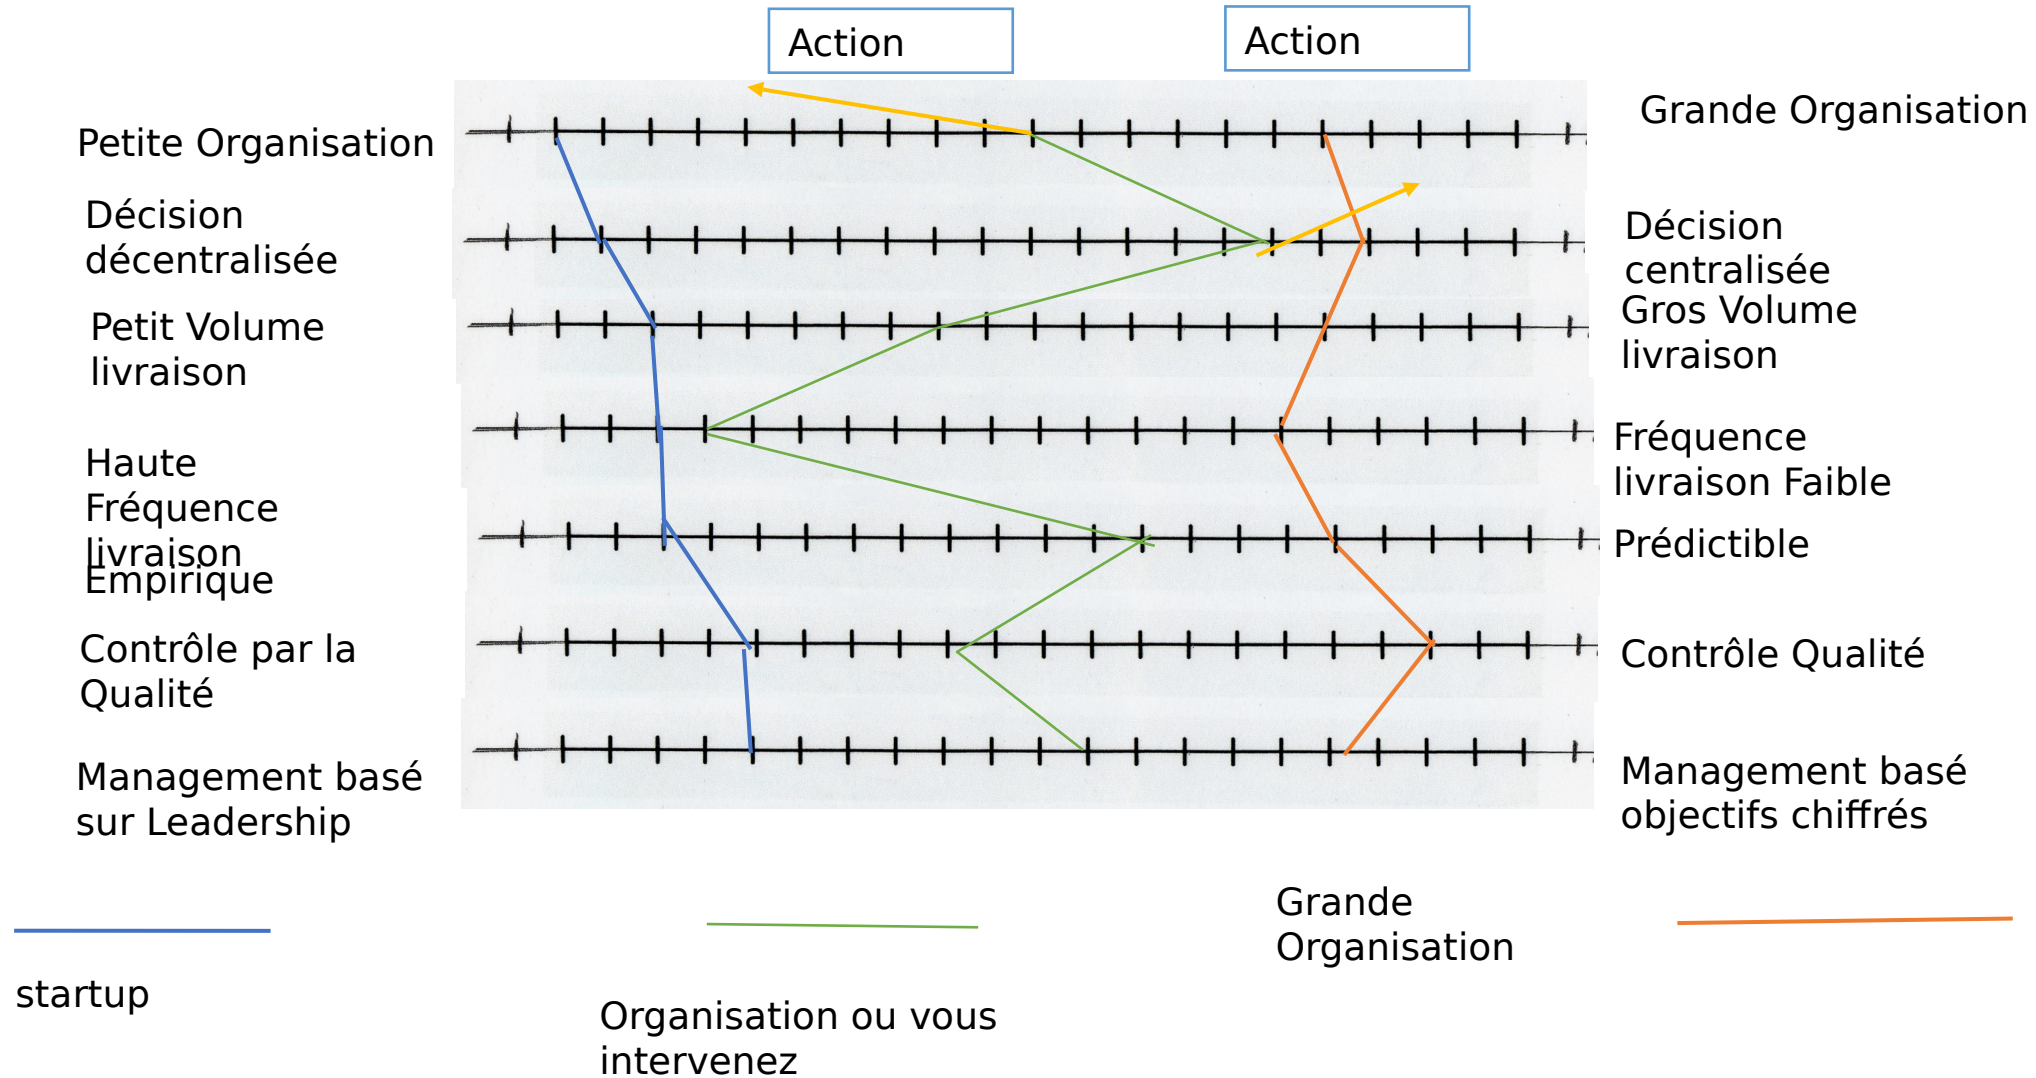 Action
Action
Petite Organisation
Grande Organisation
Décision
décentralisée
Décision
centralisée
Petit Volume
livraison
Gros Volume
livraison
Haute
Fréquence
livraison
Fréquence
livraison Faible
Empirique
Prédictible
Contrôle par la
Qualité
Contrôle Qualité
Management basé
sur Leadership
Management basé
objectifs chiffrés
startup
Organisation ou vous
intervenez
Grande
Organisation